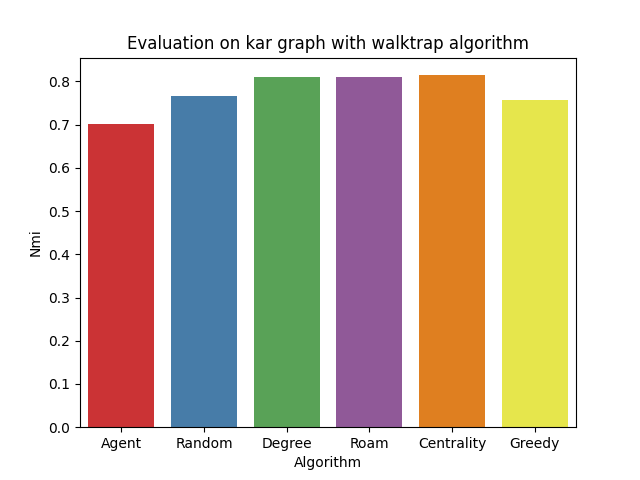 Evaluation on kar graph with walktrap algorithm
Nmi
0.8
0.7
0.6
0.5
0.4
0.3
0.2
0.1
0.0
Agent Random Degree Roam Centrality Greedy
Algorithm